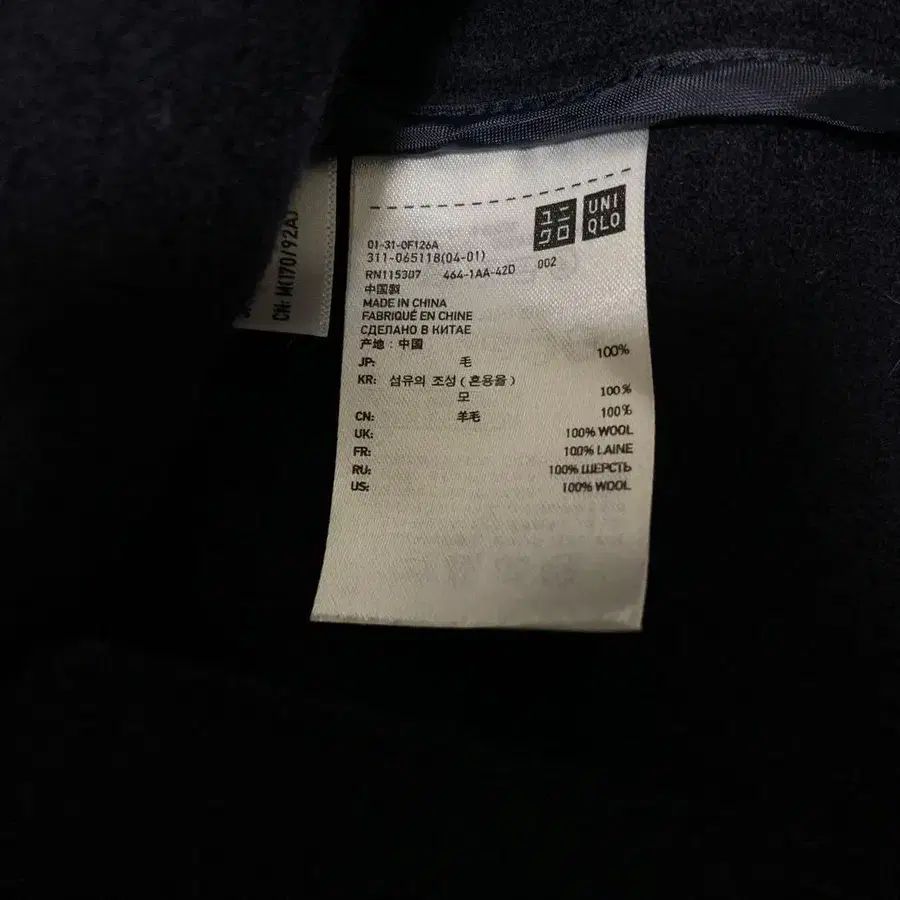 ユニ
クロ
UNI
QLO
01-31-0F126A
311-065118(04-01)
RN115307 464-1AA-42D 002
中国製
MADE IN CHINA
FABRIQUÉ EN CHINE
СДЕЛАНО В КИТАЕ
产地 : 中国
JP: 毛 100%
KR: 섬유의 조성 ( 혼용율 )
모 100%
CN: 羊毛 100%
UK: 100% WOOL
FR: 100% LAINE
RU: 100% ШЕРСТЬ
US: 100% WOOL
CN: M(170/92A)